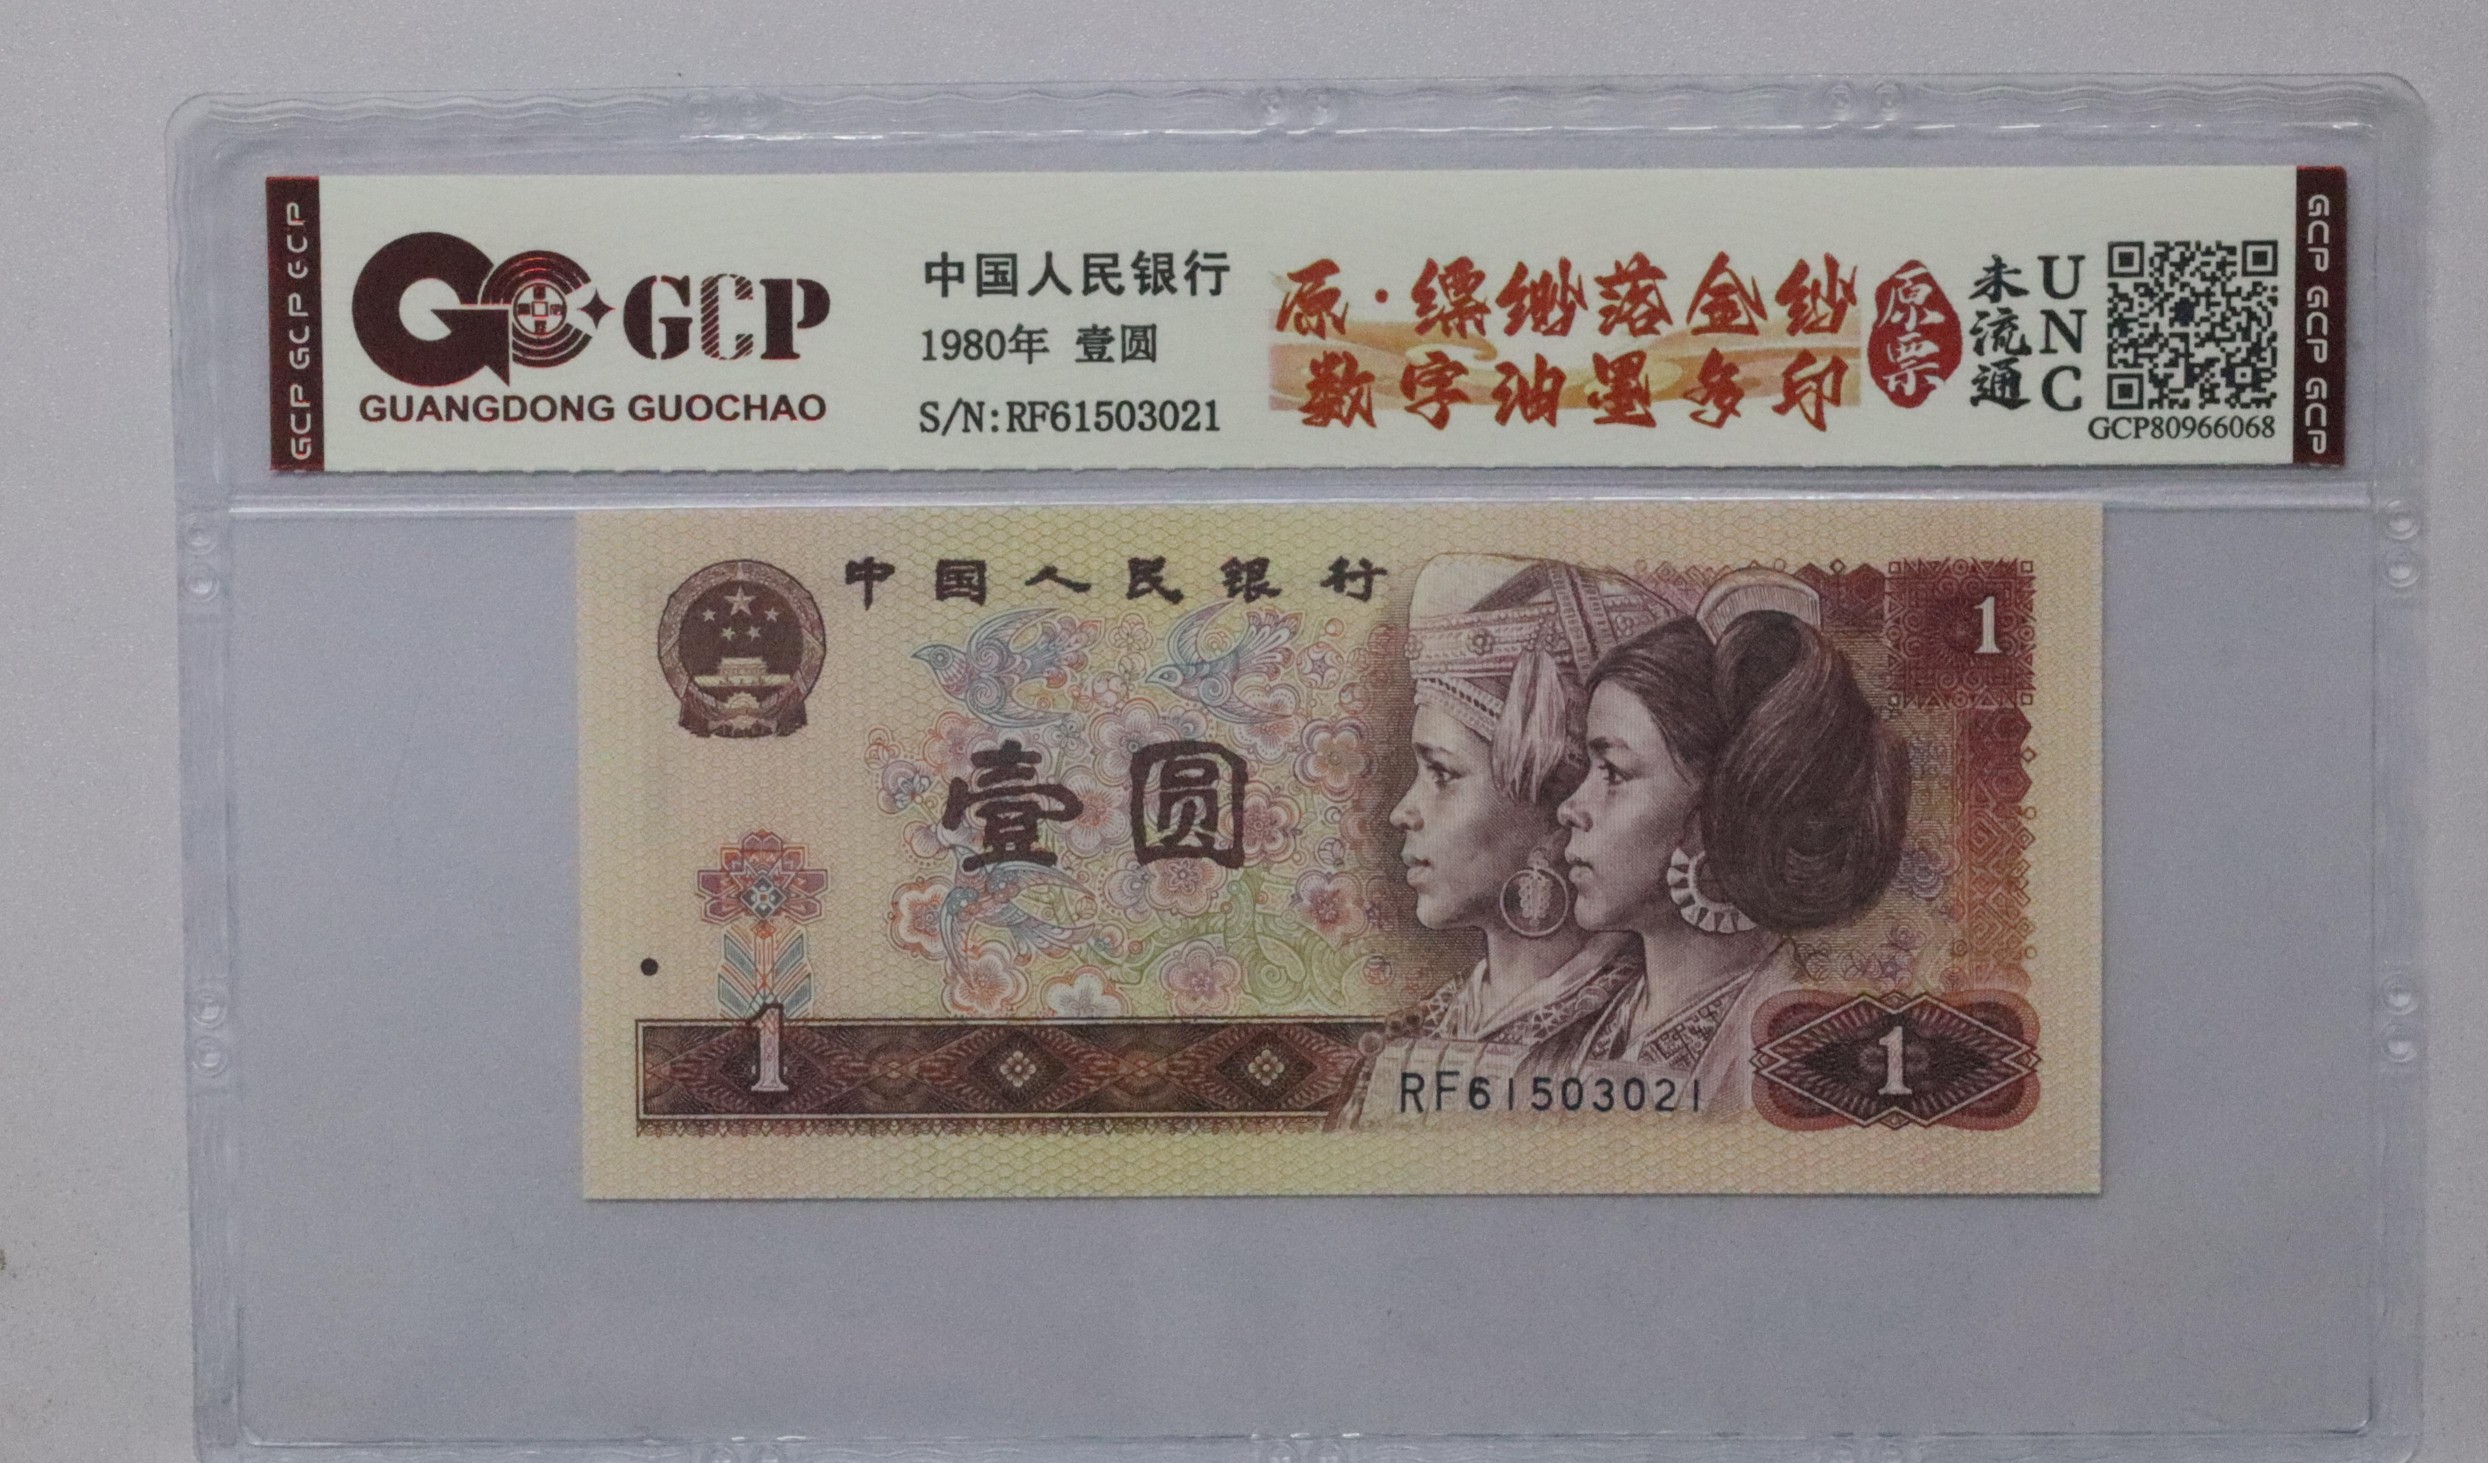 GCP GCP GCP GCP
GCP
GUANGDONG GUOCHAO
中国人民银行
1980年 壹圆
S/N:RF61503021
原·缥缈落金纱
数字油墨多印
原票
未流通
UNC
GCP80966068
GCP GCP GCP
中国人民银行
1
壹圆
1
1
RF61503021